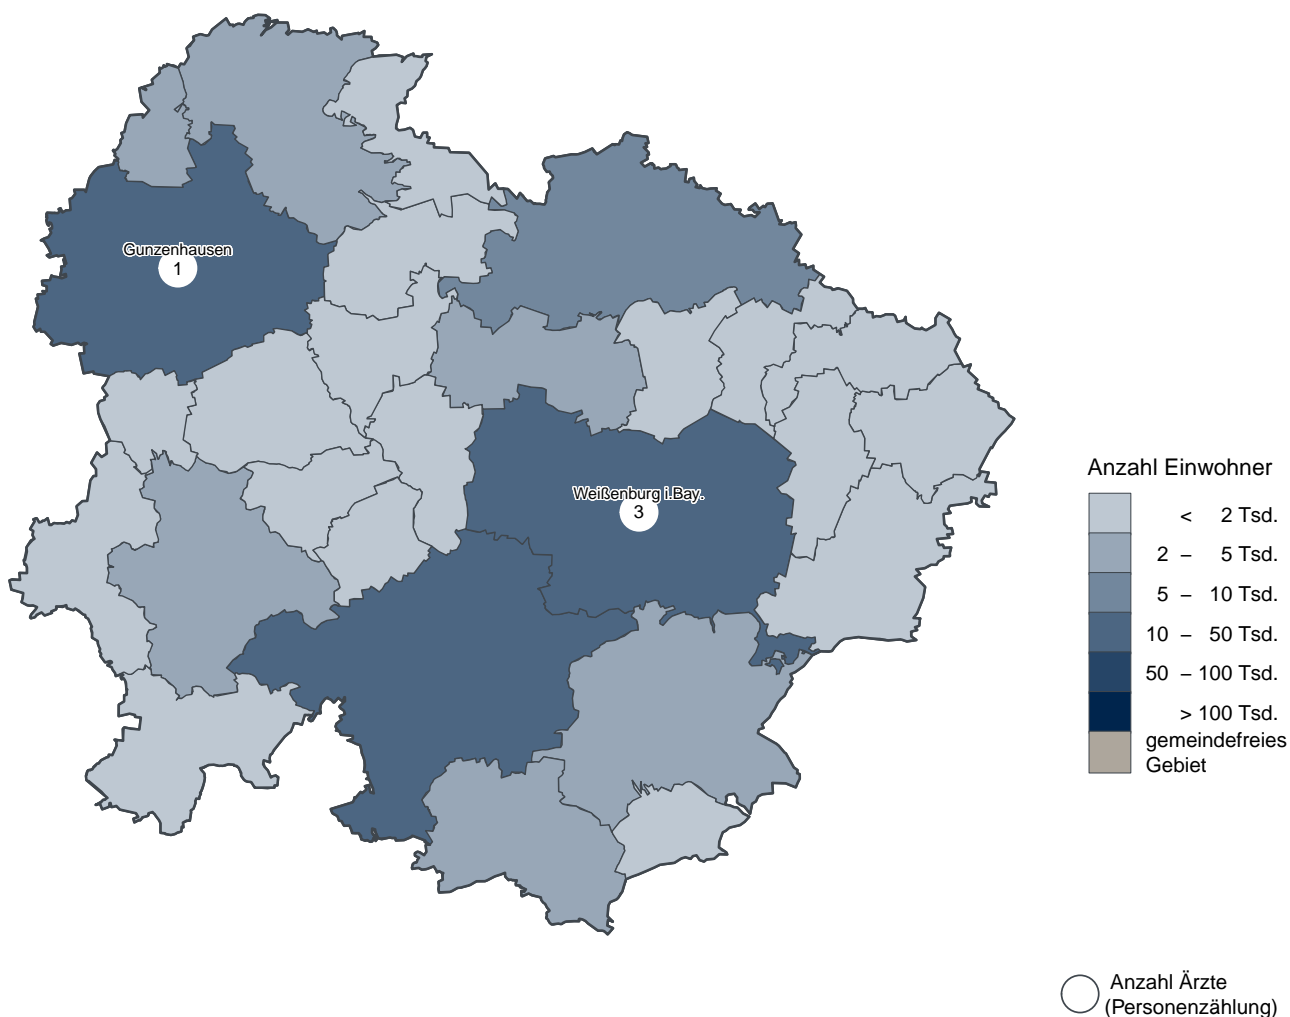 Gunzenhausen
1
Weißenburg i.Bay.
3
Anzahl Einwohner
< 2 Tsd.
2 – 5 Tsd.
5 – 10 Tsd.
10 – 50 Tsd.
50 – 100 Tsd.
> 100 Tsd.
gemeindefreies
Gebiet
Anzahl Ärzte
(Personenzählung)